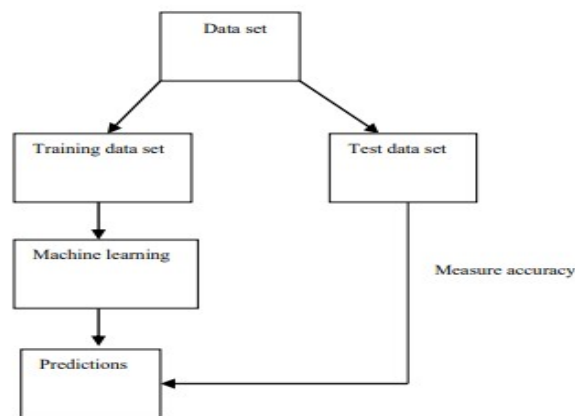 Data set
Training data set
Test data set
Machine learning
Measure accuracy
Predictions